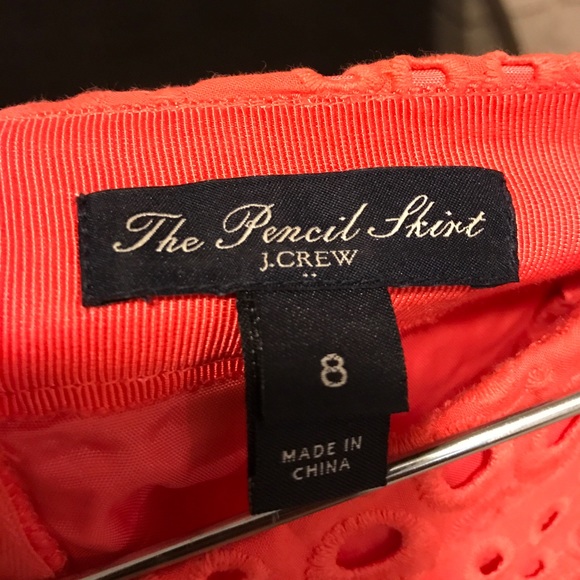 The Pencil Skirt
J.CREW
8
MADE IN
CHINA